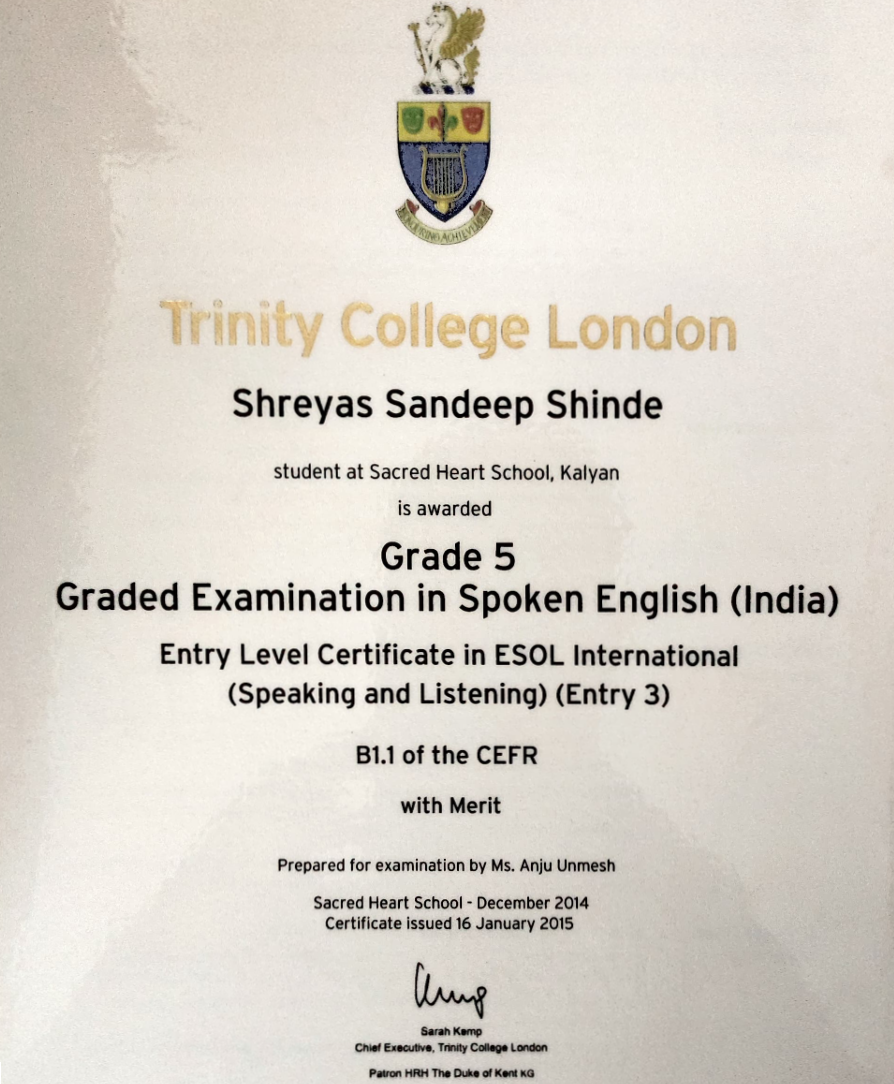 Trinity College London
Shreyas Sandeep Shinde
student at Sacred Heart School, Kalyan
is awarded
Grade 5
Graded Examination in Spoken English (India)
Entry Level Certificate in ESOL International
(Speaking and Listening) (Entry 3)
B1.1 of the CEFR
with Merit
Prepared for examination by Ms. Anju Unmesh
Sacred Heart School - December 2014
Certificate issued 16 January 2015
Sarah Kemp
Chief Executive, Trinity College London
Patron HRH The Duke of Kent KG